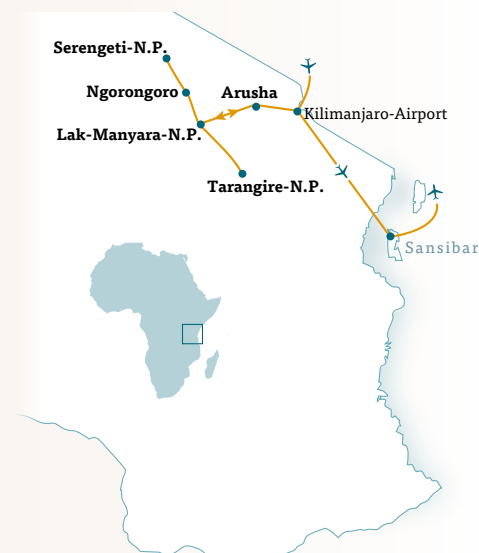 Serengeti-N.P.
Ngorongoro
Arusha
Kilimanjaro-Airport
Lak-Manyara-N.P.
Tarangire-N.P.
Sansibar